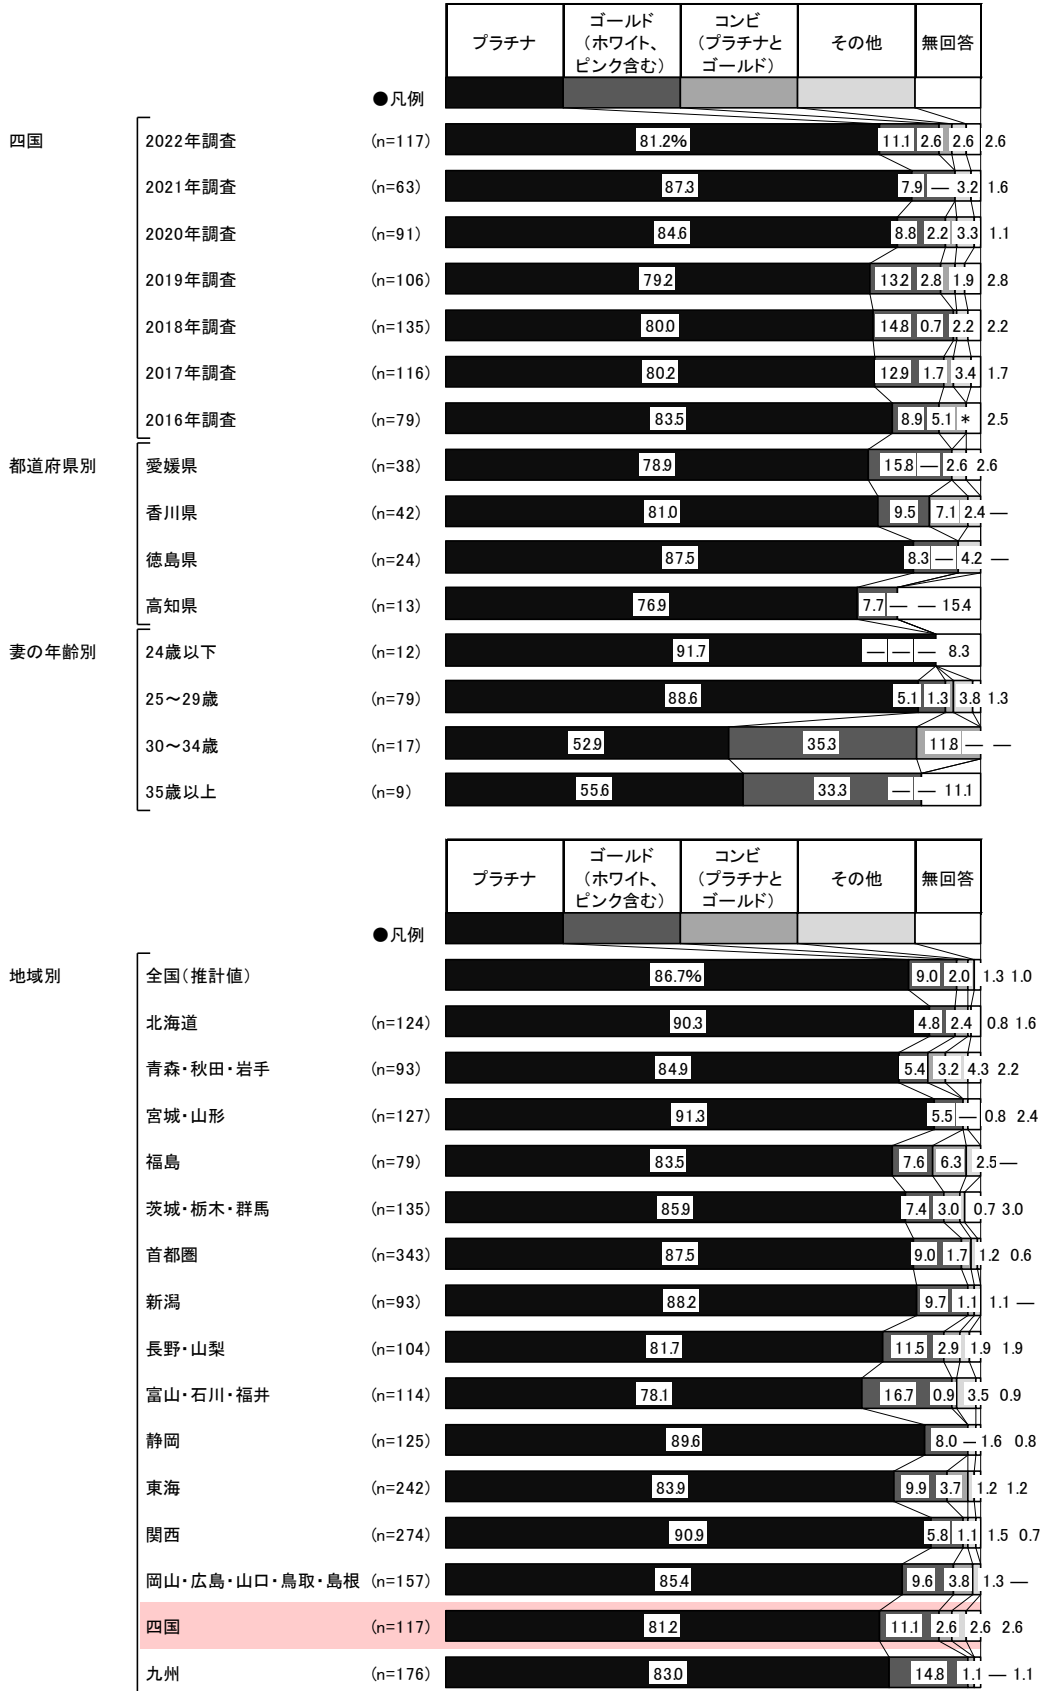 プラチナ
ゴールド
(ホワイト、
ピンク含む)
コンビ
(プラチナと
ゴールド)
その他
無回答
●凡例
四国
2022年調査 (n=117) 81.2% 11.1 2.6 2.6 2.6
2021年調査 (n=63) 87.3 7.9 — 3.2 1.6
2020年調査 (n=91) 84.6 8.8 2.2 3.3 1.1
2019年調査 (n=106) 79.2 13.2 2.8 1.9 2.8
2018年調査 (n=135) 80.0 14.8 0.7 2.2 2.2
2017年調査 (n=116) 80.2 12.9 1.7 3.4 1.7
2016年調査 (n=79) 83.5 8.9 5.1 * 2.5
都道府県別
愛媛県 (n=38) 78.9 15.8 — 2.6 2.6
香川県 (n=42) 81.0 9.5 7.1 2.4 —
徳島県 (n=24) 87.5 8.3 — 4.2 —
高知県 (n=13) 76.9 7.7 — — 15.4
妻の年齢別
24歳以下 (n=12) 91.7 — — — 8.3
25～29歳 (n=79) 88.6 5.1 1.3 3.8 1.3
30～34歳 (n=17) 52.9 35.3 11.8 — —
35歳以上 (n=9) 55.6 33.3 — — 11.1
プラチナ
ゴールド
(ホワイト、
ピンク含む)
コンビ
(プラチナと
ゴールド)
その他
無回答
●凡例
地域別
全国(推計値) 86.7% 9.0 2.0 1.3 1.0
北海道 (n=124) 90.3 4.8 2.4 0.8 1.6
青森・秋田・岩手 (n=93) 84.9 5.4 3.2 4.3 2.2
宮城・山形 (n=127) 91.3 5.5 — 0.8 2.4
福島 (n=79) 83.5 7.6 6.3 2.5 —
茨城・栃木・群馬 (n=135) 85.9 7.4 3.0 0.7 3.0
首都圏 (n=343) 87.5 9.0 1.7 1.2 0.6
新潟 (n=93) 88.2 9.7 1.1 1.1 —
長野・山梨 (n=104) 81.7 11.5 2.9 1.9 1.9
富山・石川・福井 (n=114) 78.1 16.7 0.9 3.5 0.9
静岡 (n=125) 89.6 8.0 — 1.6 0.8
東海 (n=242) 83.9 9.9 3.7 1.2 1.2
関西 (n=274) 90.9 5.8 1.1 1.5 0.7
岡山・広島・山口・鳥取・島根 (n=157) 85.4 9.6 3.8 1.3 —
四国 (n=117) 81.2 11.1 2.6 2.6 2.6
九州 (n=176) 83.0 14.8 1.1 — 1.1